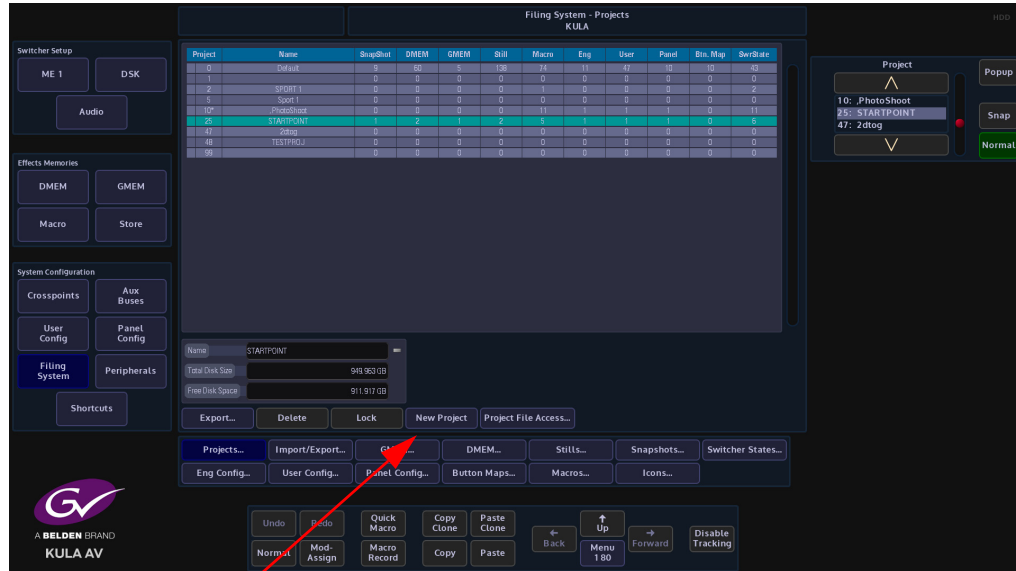 Filing System - Projects
KULA
HDD
Switcher Setup
ME 1
DSK
Audio
Effects Memories
DMEM
GMEM
Macro
Store
System Configuration
Crosspoints
Aux Buses
User Config
Panel Config
Filing System
Peripherals
Shortcuts
Project Name SnapShot DMEM GMEM Still Macro Eng User Panel Btn. Map SwrState
0 Default 9 60 5 138 74 11 47 10 10 43
1 0 0 0 0 0 0 0 0 0 0
2 SPORT 1 0 0 0 0 1 0 0 0 0 2
5 Sport 1 0 0 0 0 0 0 0 0 0 0
10* ,PhotoShoot 0 0 0 0 11 1 1 1 0 11
25 STARTPOINT 1 2 1 2 5 1 1 1 0 6
47 2dtog 0 0 0 0 0 0 0 0 0 0
48 TESTPROJ 0 0 0 0 0 0 0 0 0 0
99 0 0 0 0 0 0 0 0 0 0
Name STARTPOINT
Total Disk Size 949.963 GB
Free Disk Space 911.917 GB
Export... Delete Lock New Project Project File Access...
Projects... Import/Export... DMEM... Stills... Snapshots... Switcher States...
Eng Config... User Config... Panel Config... Button Maps... Macros... Icons...
Project
10: ,PhotoShoot
25: STARTPOINT
47: 2dtog
Popup
Snap
Normal
GV
A BELDEN BRAND
KULA AV
Undo Redo Quick Macro Copy Clone Paste Clone
Normal Mod-Assign Macro Record Copy Paste
← Back
↑ Up
Menu 180
→ Forward
Disable Tracking